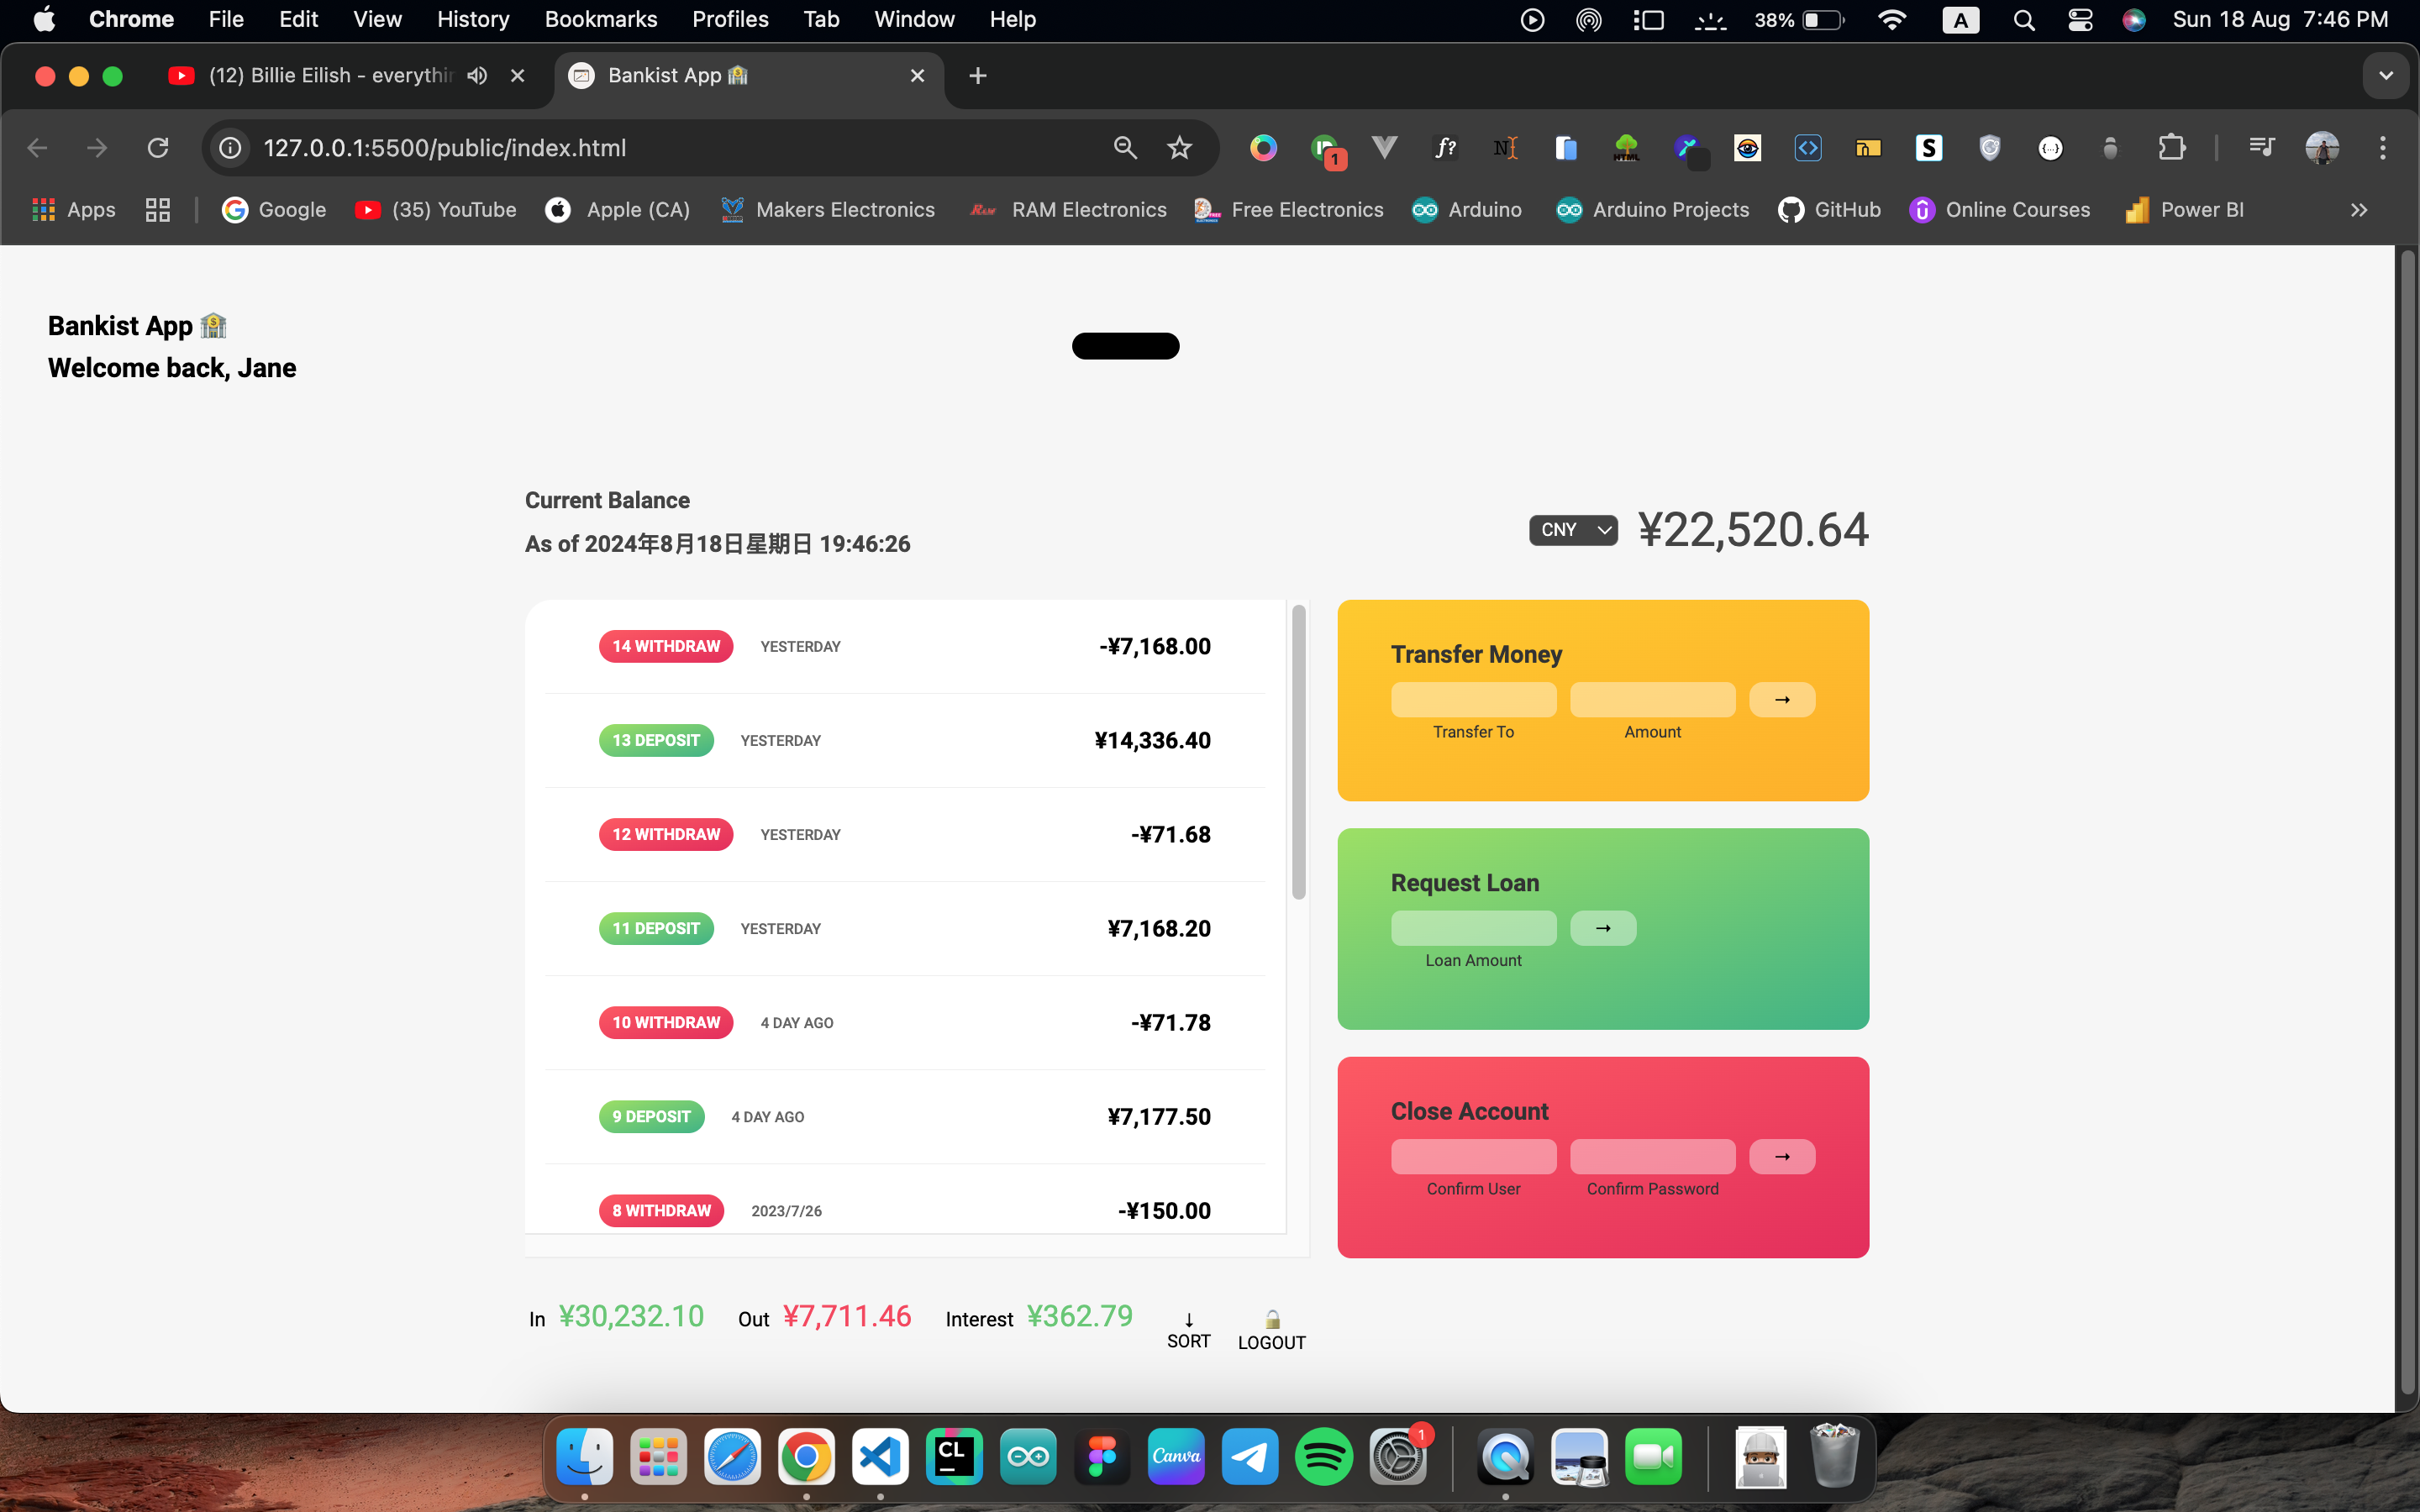 Chrome File Edit View History Bookmarks Profiles Tab Window Help 38% A Sun 18 Aug 7:46 PM
(12) Billie Eilish - everythin Bankist App
127.0.0.1:5500/public/index.html 1
Apps Google (35) YouTube Apple (CA) Makers Electronics RAM Electronics Free Electronics Arduino Arduino Projects GitHub Online Courses Power BI
Bankist App
Welcome back, Jane
Current Balance
As of 2024年8月18日星期日 19:46:26
CNY ¥22,520.64
14 WITHDRAW YESTERDAY -¥7,168.00
13 DEPOSIT YESTERDAY ¥14,336.40
12 WITHDRAW YESTERDAY -¥71.68
11 DEPOSIT YESTERDAY ¥7,168.20
10 WITHDRAW 4 DAY AGO -¥71.78
9 DEPOSIT 4 DAY AGO ¥7,177.50
8 WITHDRAW 2023/7/26 -¥150.00
Transfer Money
→
Transfer To Amount
Request Loan
→
Loan Amount
Close Account
→
Confirm User Confirm Password
In ¥30,232.10 Out ¥7,711.46 Interest ¥362.79 ↓ SORT LOGOUT
CL Canva 1